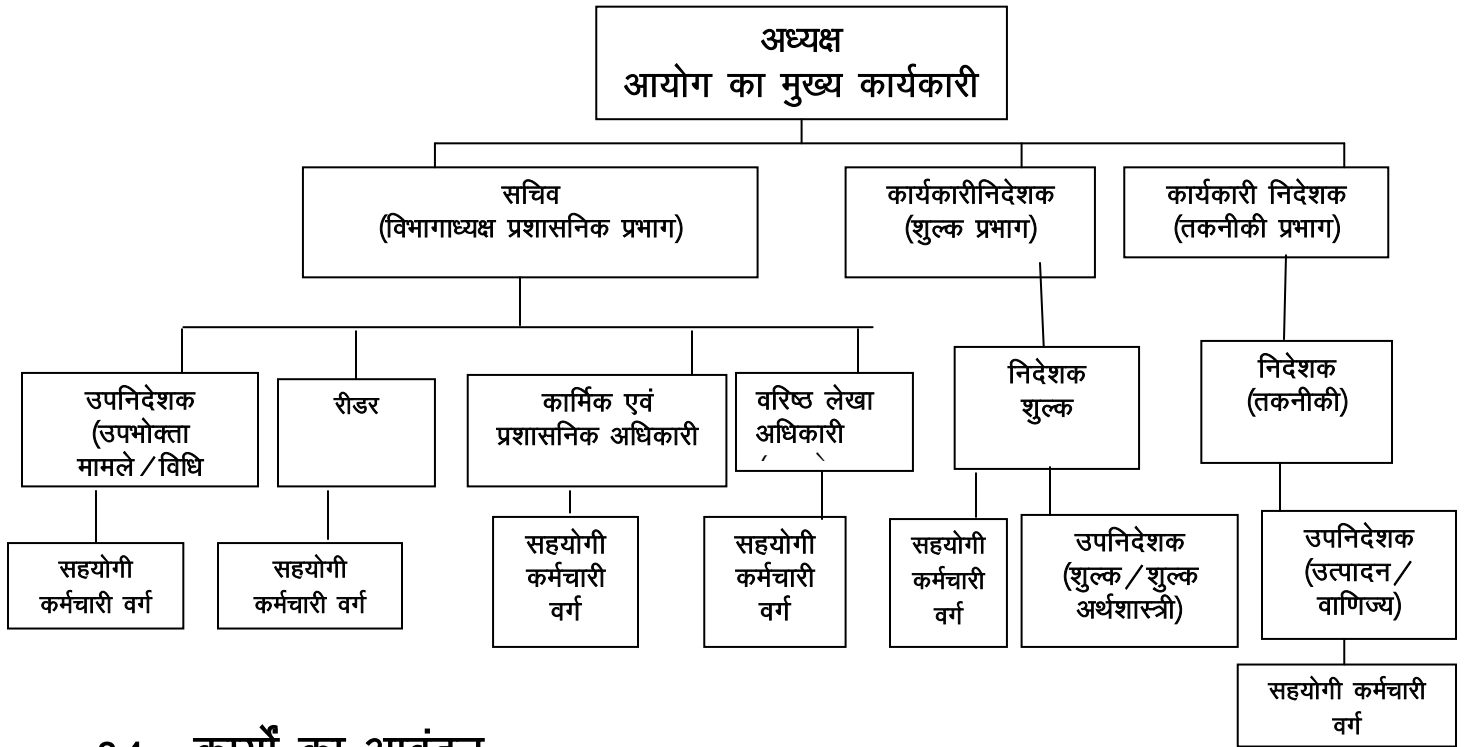 अध्यक्ष
आयोग का मुख्य कार्यकारी
सचिव
(विभागाध्यक्ष प्रशासनिक प्रभाग)
कार्यकारीनिदेशक
(शुल्क प्रभाग)
कार्यकारी निदेशक
(तकनीकी प्रभाग)
उपनिदेशक
(उपभोक्ता
मामले/विधि
रीडर
कार्मिक एवं
प्रशासनिक अधिकारी
वरिष्ठ लेखा
अधिकारी
निदेशक
शुल्क
निदेशक
(तकनीकी)
सहयोगी
कर्मचारी वर्ग
सहयोगी
कर्मचारी वर्ग
सहयोगी
कर्मचारी
वर्ग
सहयोगी
कर्मचारी
वर्ग
सहयोगी
कर्मचारी
वर्ग
उपनिदेशक
(शुल्क/शुल्क
अर्थशास्त्री)
उपनिदेशक
(उत्पादन/
वाणिज्य)
सहयोगी कर्मचारी
वर्ग
कार्यों का आवंटन